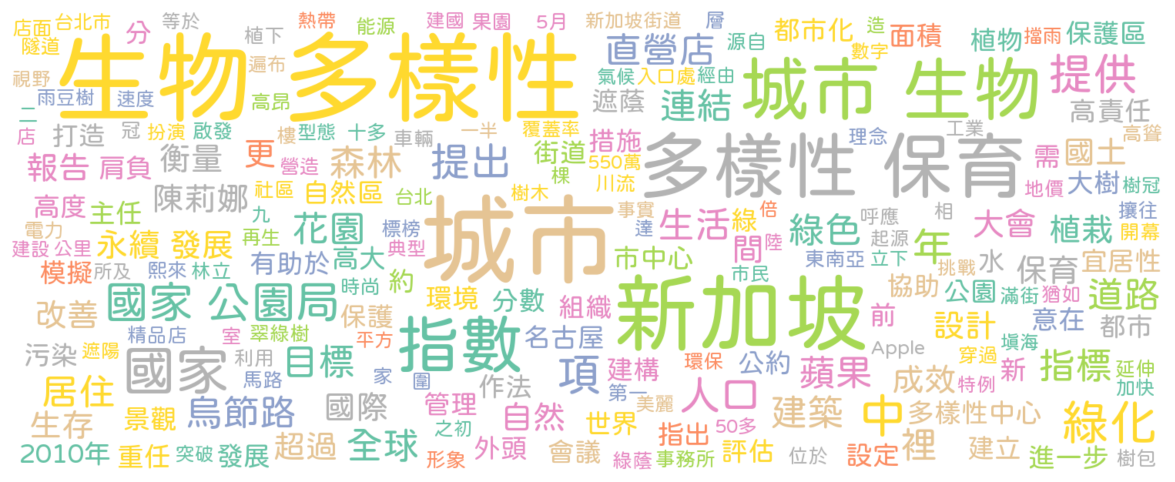 店面 台北市 等於 分 植下 熱帶 能源 建國 果園 5月 新加坡街道 層 都市化 造 面積 植物 擋雨 保護區
隧道 生物 多樣性 直營店 源自 數字
視野 遍布 氣候 入口處 經由 城市 生物 提供
雨豆樹 速度 高昂 遮蔭 連結 高責任
二 店 打造 冠 扮演 啟發 樓 型態 十多 車輛 一半 覆蓋率 措施 多樣性 保育 理念 工業 高聳
報告 肩負 衡量 更 營造 森林 提出 街道 550萬 需 國土
陳莉娜 社區 自然區 台北 樹木 棵 川流 地價 大樹 樹冠
高度 主任 九 城市 事實 生活 綠 倍 呼應 相 大會 植栽 攘往
電力 永續 發展 再生 花園 標榜 典型 達 間 陸 綠色 起源 年 開幕
建設 公里 有助於 高大 市中心 東南亞 立下 挑戰 水 保育 宜居性
模擬 所及 熙來 林立 時尚 約 環境 分數 組織 新加坡 市民 協助 公園 滿街 猶如 道路
改善 國家 公園局 保護 指數 名古屋 前 設計 意在 都市
精品店 室 翠綠樹 平方 Apple 填海
污染 遮陽 國家 利用 目標 建構 環保 公約 蘋果 穿過 新 指標 延伸
居住 馬路 家 圍 作法 項 第一 人口 成效 特例 加快
生存 景觀 烏節路 國際 管理 自然 世界 美麗 50多 建築 中 多樣性中心 綠化
2010年 重任 突破 發展 超過 全球 之初 形象 外頭 會議 指出 綠蔭 事務所 評估 位於 設定 裡 建立 進一步 樹包